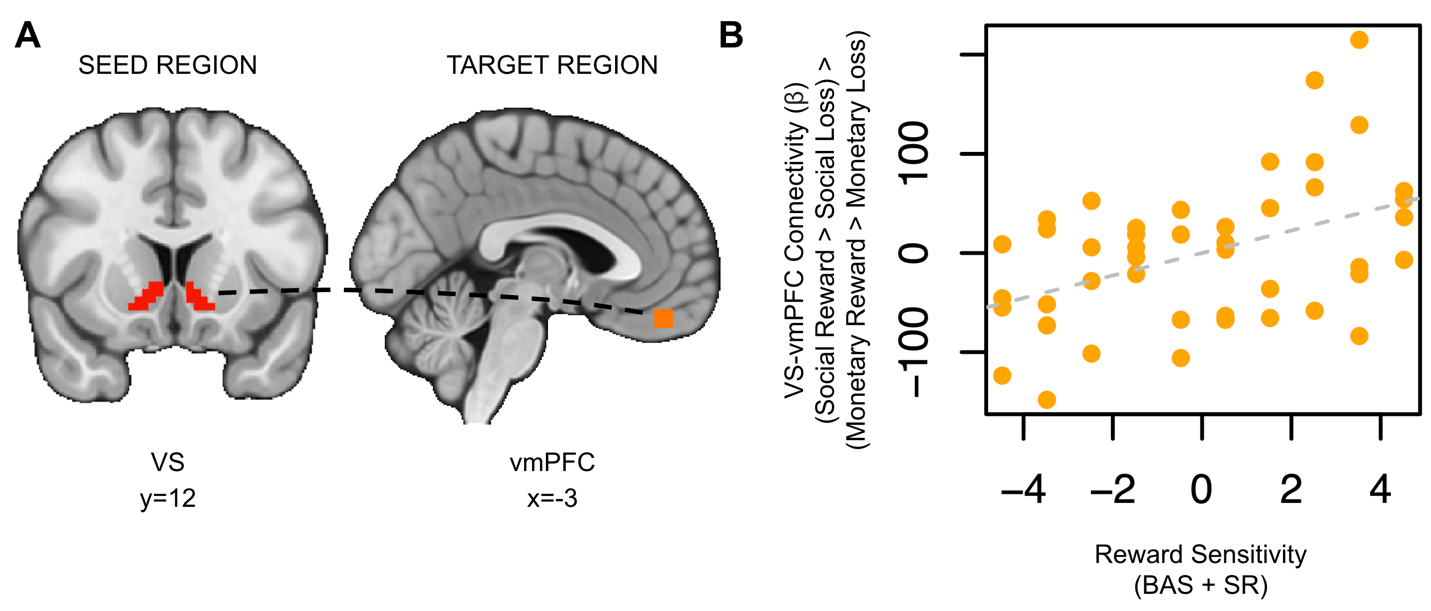 A
SEED REGION
TARGET REGION
VS
y=12
vmPFC
x=-3
B
VS-vmPFC Connectivity (β)
(Social Reward > Social Loss) >
(Monetary Reward > Monetary Loss)
100
0
−100
−4
−2
0
2
4
Reward Sensitivity
(BAS + SR)